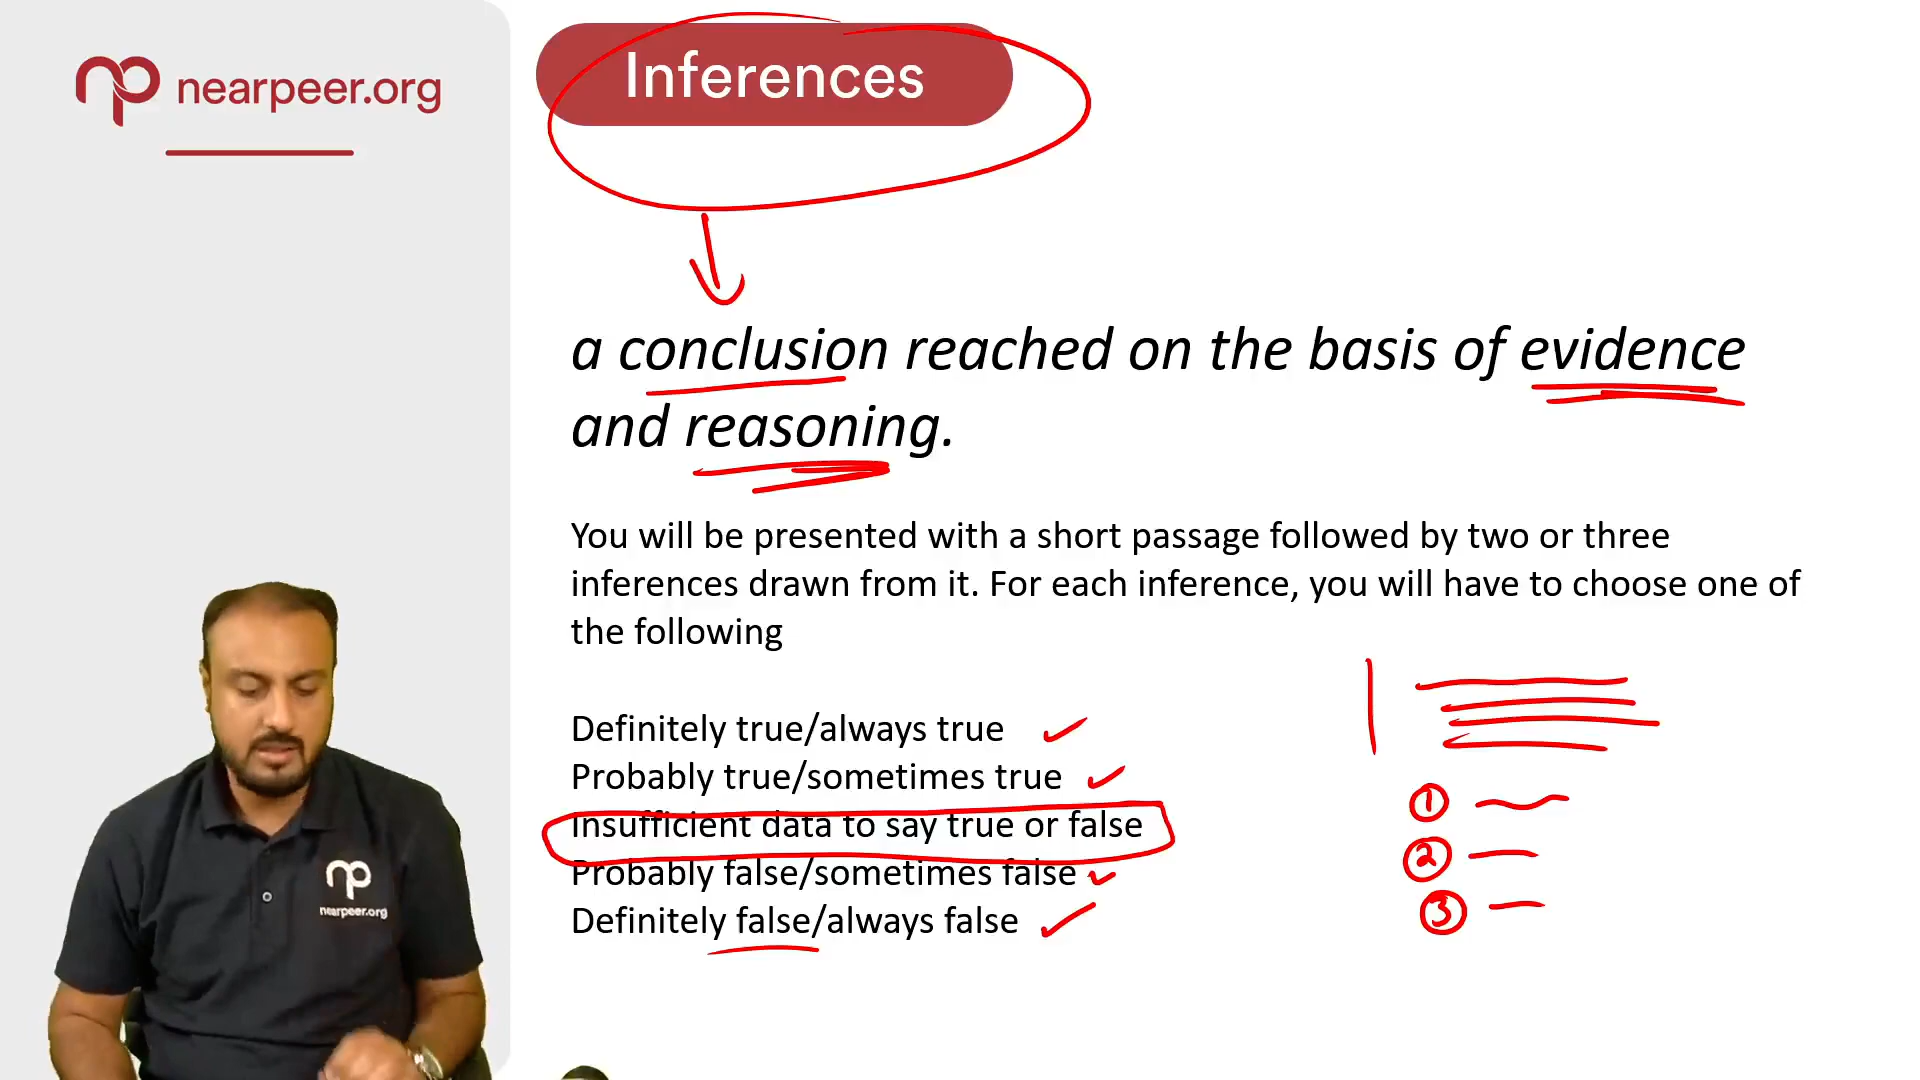 nearpeer.org
Inferences
a conclusion reached on the basis of evidence
and reasoning.
You will be presented with a short passage followed by two or three
inferences drawn from it. For each inference, you will have to choose one of
the following
Definitely true/always true
Probably true/sometimes true
Insufficient data to say true or false
Probably false/sometimes false
Definitely false/always false
1
2
3
nearpeer.org